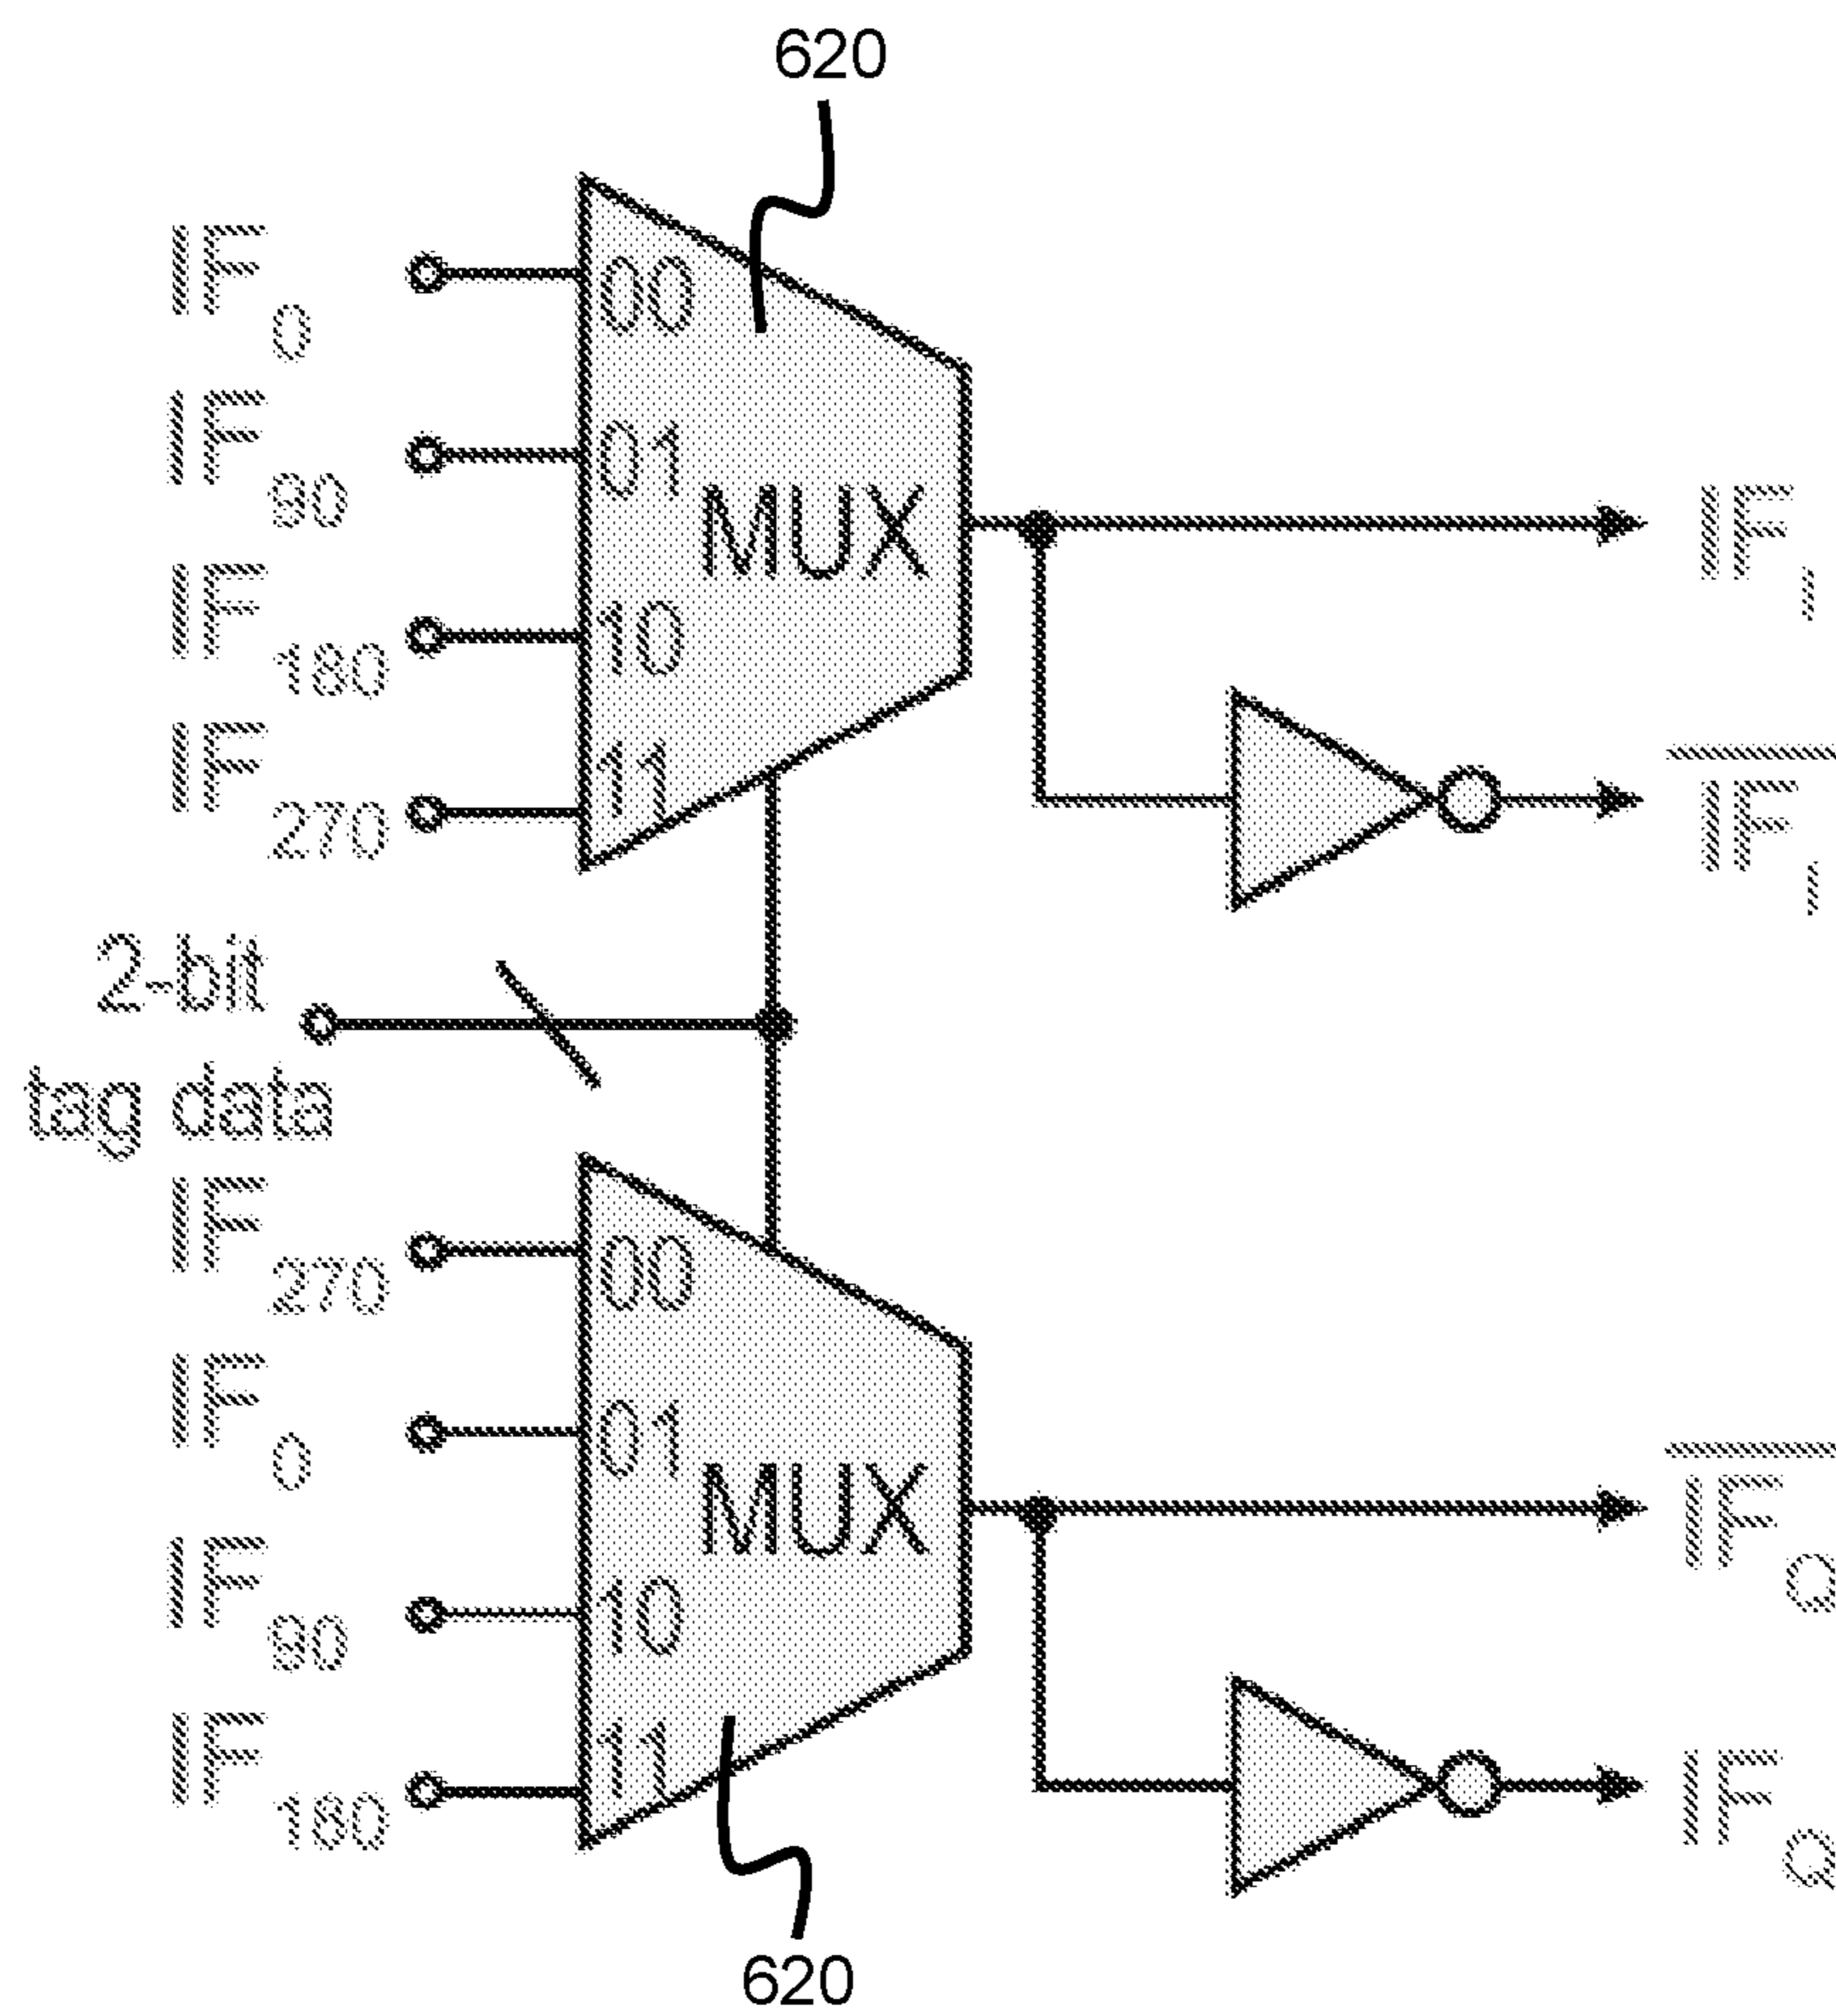 620
IF0
00
IF90
01
MUX
IFI
IF180
10
IF270
11
IFI
2-bit
tag data
IF270
00
IF0
01
MUX
IFQ
IF90
10
IF180
11
IFQ
620